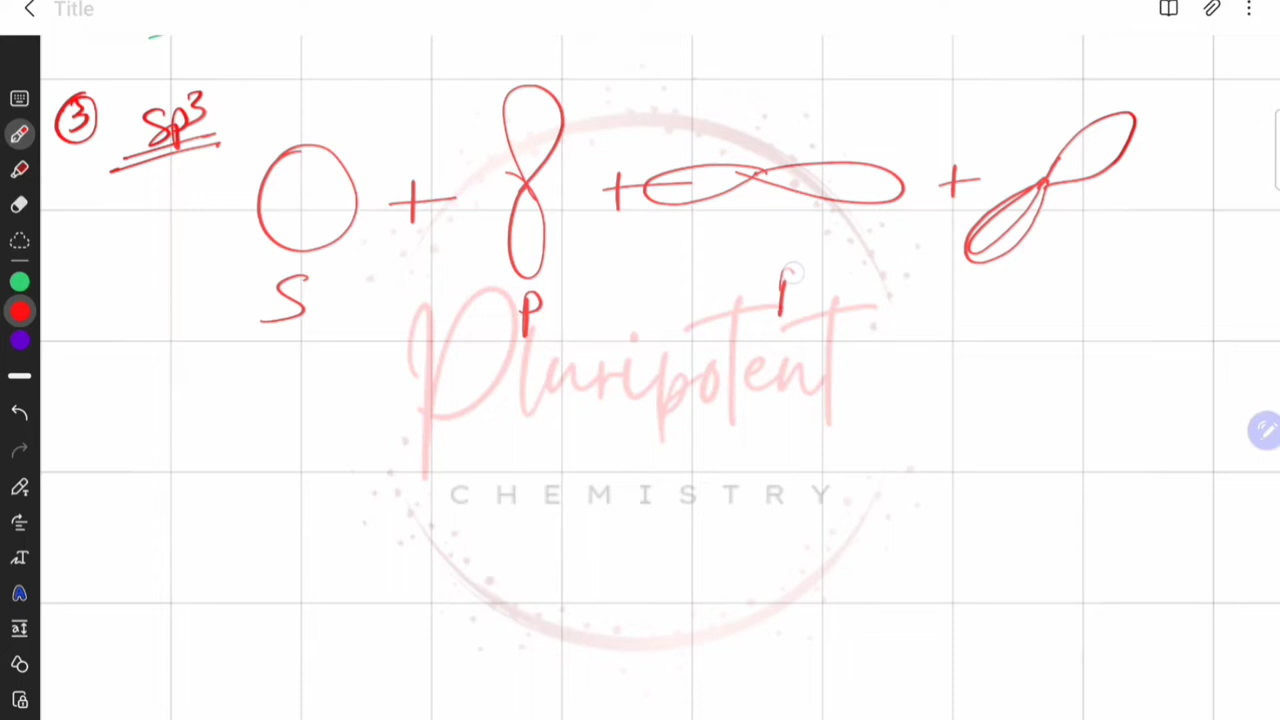 Title
③ sp³
+ + +
S P P
Pluripotent
CHEMISTRY